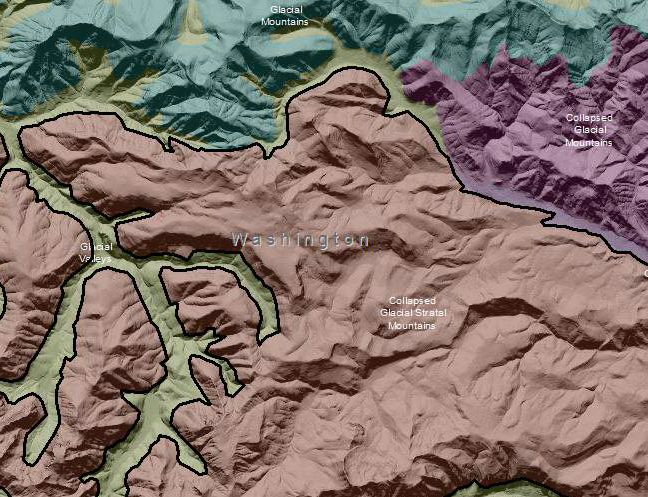 Glacial
Mountains
Collapsed
Glacial
Mountains
Washington
Glacial
Valleys
Collapsed
Glacial Stratal
Mountains